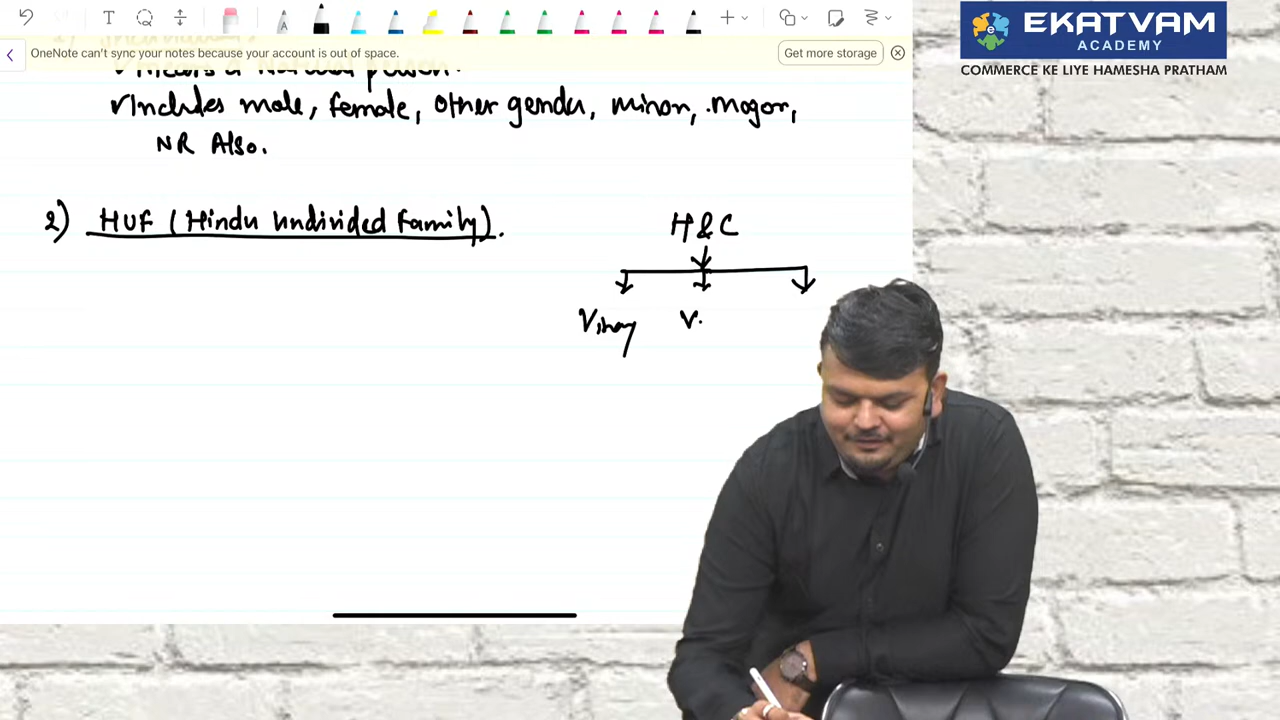 OneNote can't sync your notes because your account is out of space.
Get more storage
EKATVAM
ACADEMY
COMMERCE KE LIYE HAMESHA PRATHAM
Includes male, female, other gender, minor, major,
NR Also.
2) HUF (Hindu Undivided Family).
H & C
Vinay V.